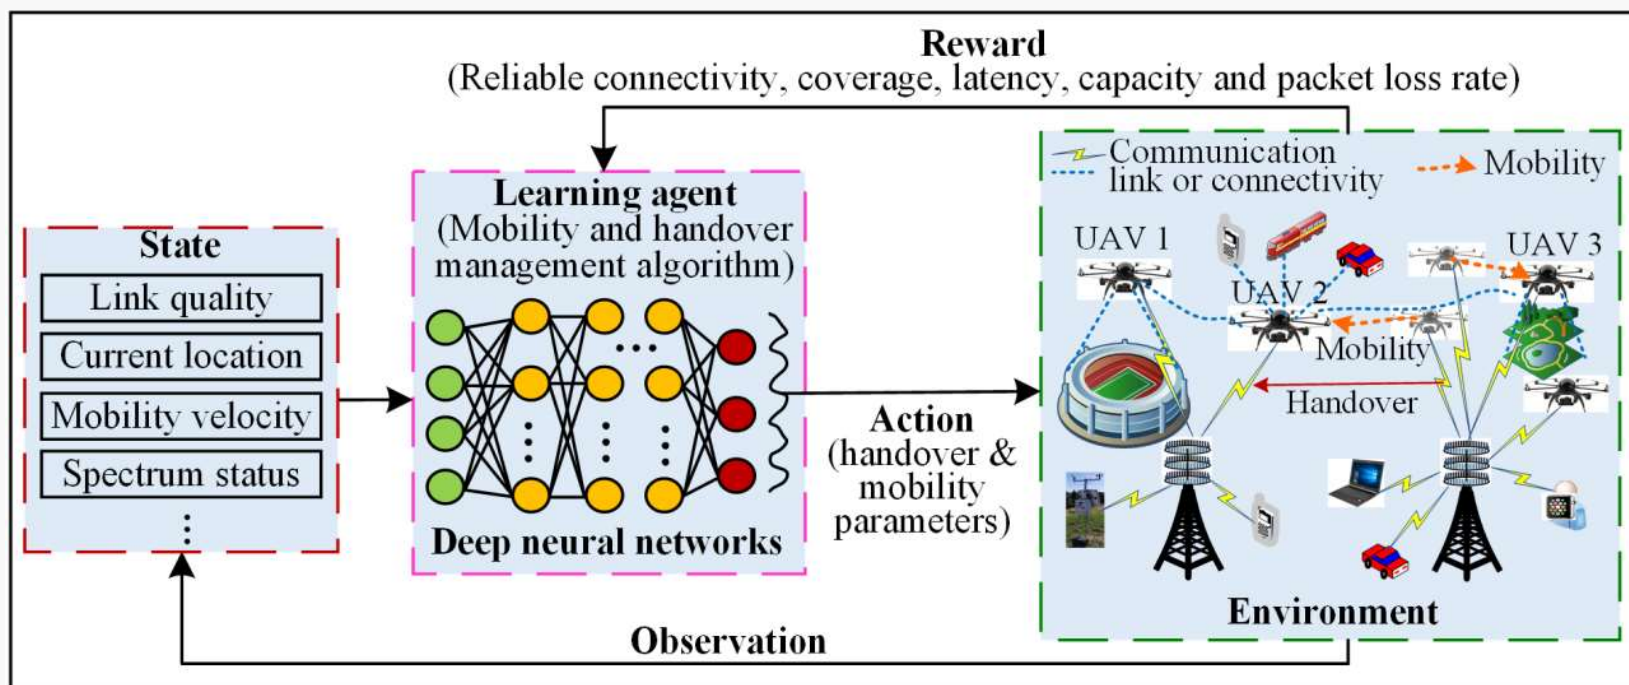 Reward
(Reliable connectivity, coverage, latency, capacity and packet loss rate)
State
Link quality
Current location
Mobility velocity
Spectrum status
Learning agent
(Mobility and handover
management algorithm)
Deep neural networks
Action
(handover &
mobility
parameters)
Communication
link or connectivity
Mobility
UAV 1
UAV 2
UAV 3
Mobility
Handover
Environment
Observation